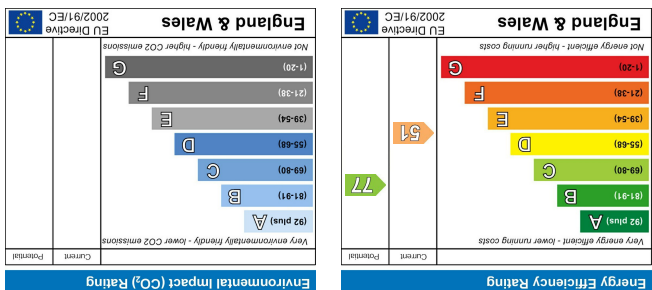 Energy Efficiency Rating
Current
Potential
Very energy efficient - lower running costs
(92 plus) A
(81-91) B
(69-80) C
(55-68) D
(39-54) E
(21-38) F
(1-20) G
Not energy efficient - higher running costs
51
77
England & Wales
EU Directive
2002/91/EC
Environmental Impact (CO₂) Rating
Current
Potential
Very environmentally friendly - lower CO2 emissions
(92 plus) A
(81-91) B
(69-80) C
(55-68) D
(39-54) E
(21-38) F
(1-20) G
Not environmentally friendly - higher CO2 emissions
England & Wales
EU Directive
2002/91/EC